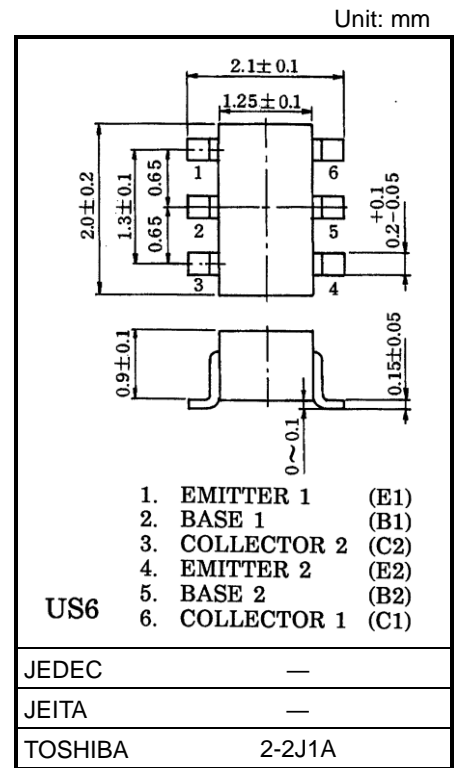 Unit: mm
2.1±0.1
1.25±0.1
2.0±0.2
1.3±0.1
0.65
0.65
1
2
3
6
5
4
+0.1
0.2-0.05
0.9±0.1
0.15±0.05
0~0.1
1. EMITTER 1 (E1)
2. BASE 1 (B1)
3. COLLECTOR 2 (C2)
4. EMITTER 2 (E2)
5. BASE 2 (B2)
US6 6. COLLECTOR 1 (C1)
JEDEC —
JEITA —
TOSHIBA 2-2J1A